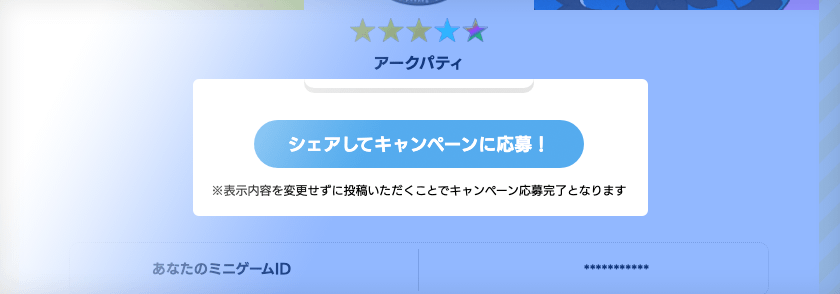 アークパティ
シェアしてキャンペーンに応募！
※表示内容を変更せずに投稿いただくことでキャンペーン応募完了となります
あなたのミニゲームID
***********